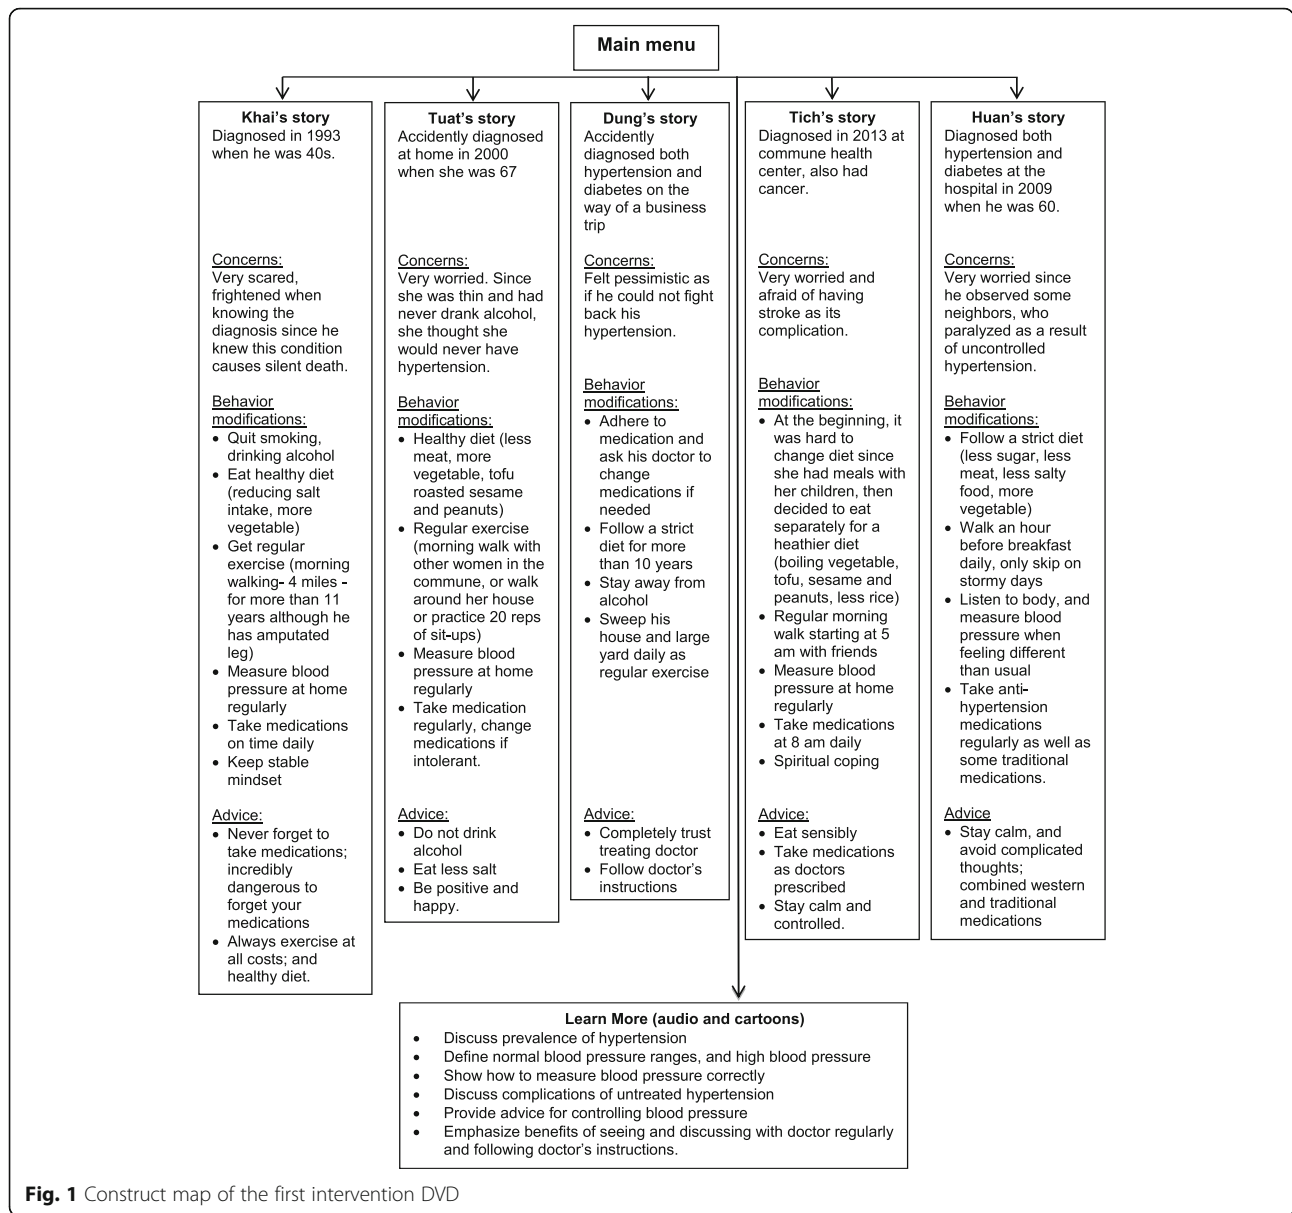 Main menu
Khai's story
Diagnosed in 1993
when he was 40s.
Concerns:
Very scared,
frightened when
knowing the
diagnosis since he
knew this condition
causes silent death.
Behavior
modifications:
• Quit smoking,
drinking alcohol
• Eat healthy diet
(reducing salt
intake, more
vegetable)
• Get regular
exercise (morning
walking- 4 miles -
for more than 11
years although he
has amputated
leg)
• Measure blood
pressure at home
regularly
• Take medications
on time daily
• Keep stable
mindset
Advice:
• Never forget to
take medications;
incredibly
dangerous to
forget your
medications
• Always exercise at
all costs; and
healthy diet.
Tuat's story
Accidently diagnosed
at home in 2000
when she was 67
Concerns:
Very worried. Since
she was thin and had
never drank alcohol,
she thought she
would never have
hypertension.
Behavior
modifications:
• Healthy diet (less
meat, more
vegetable, tofu
roasted sesame
and peanuts)
• Regular exercise
(morning walk with
other women in the
commune, or walk
around her house
or practice 20 reps
of sit-ups)
• Measure blood
pressure at home
regularly
• Take medication
regularly, change
medications if
intolerant.
Advice:
• Do not drink
alcohol
• Eat less salt
• Be positive and
happy.
Dung's story
Accidently
diagnosed both
hypertension and
diabetes on the
way of a business
trip
Concerns:
Felt pessimistic as
if he could not fight
back his
hypertension.
Behavior
modifications:
• Adhere to
medication and
ask his doctor to
change
medications if
needed
• Follow a strict
diet for more
than 10 years
• Stay away from
alcohol
• Sweep his
house and large
yard daily as
regular exercise
Advice:
• Completely trust
treating doctor
• Follow doctor's
instructions
Tich's story
Diagnosed in 2013 at
commune health
center, also had
cancer.
Concerns:
Very worried and
afraid of having
stroke as its
complication.
Behavior
modifications:
• At the beginning, it
was hard to
change diet since
she had meals with
her children, then
decided to eat
separately for a
heathier diet
(boiling vegetable,
tofu, sesame and
peanuts, less rice)
• Regular morning
walk starting at 5
am with friends
• Measure blood
pressure at home
regularly
• Take medications
at 8 am daily
• Spiritual coping
Advice:
• Eat sensibly
• Take medications
as doctors
prescribed
• Stay calm and
controlled.
Huan's story
Diagnosed both
hypertension and
diabetes at the
hospital in 2009
when he was 60.
Concerns:
Very worried since
he observed some
neighbors, who
paralyzed as a result
of uncontrolled
hypertension.
Behavior
modifications:
• Follow a strict diet
(less sugar, less
meat, less salty
food, more
vegetable)
• Walk an hour
before breakfast
daily, only skip on
stormy days
• Listen to body, and
measure blood
pressure when
feeling different
than usual
• Take anti-
hypertension
medications
regularly as well as
some traditional
medications.
Advice
• Stay calm, and
avoid complicated
thoughts;
combined western
and traditional
medications
Learn More (audio and cartoons)
• Discuss prevalence of hypertension
• Define normal blood pressure ranges, and high blood pressure
• Show how to measure blood pressure correctly
• Discuss complications of untreated hypertension
• Provide advice for controlling blood pressure
• Emphasize benefits of seeing and discussing with doctor regularly
and following doctor's instructions.
Fig. 1 Construct map of the first intervention DVD